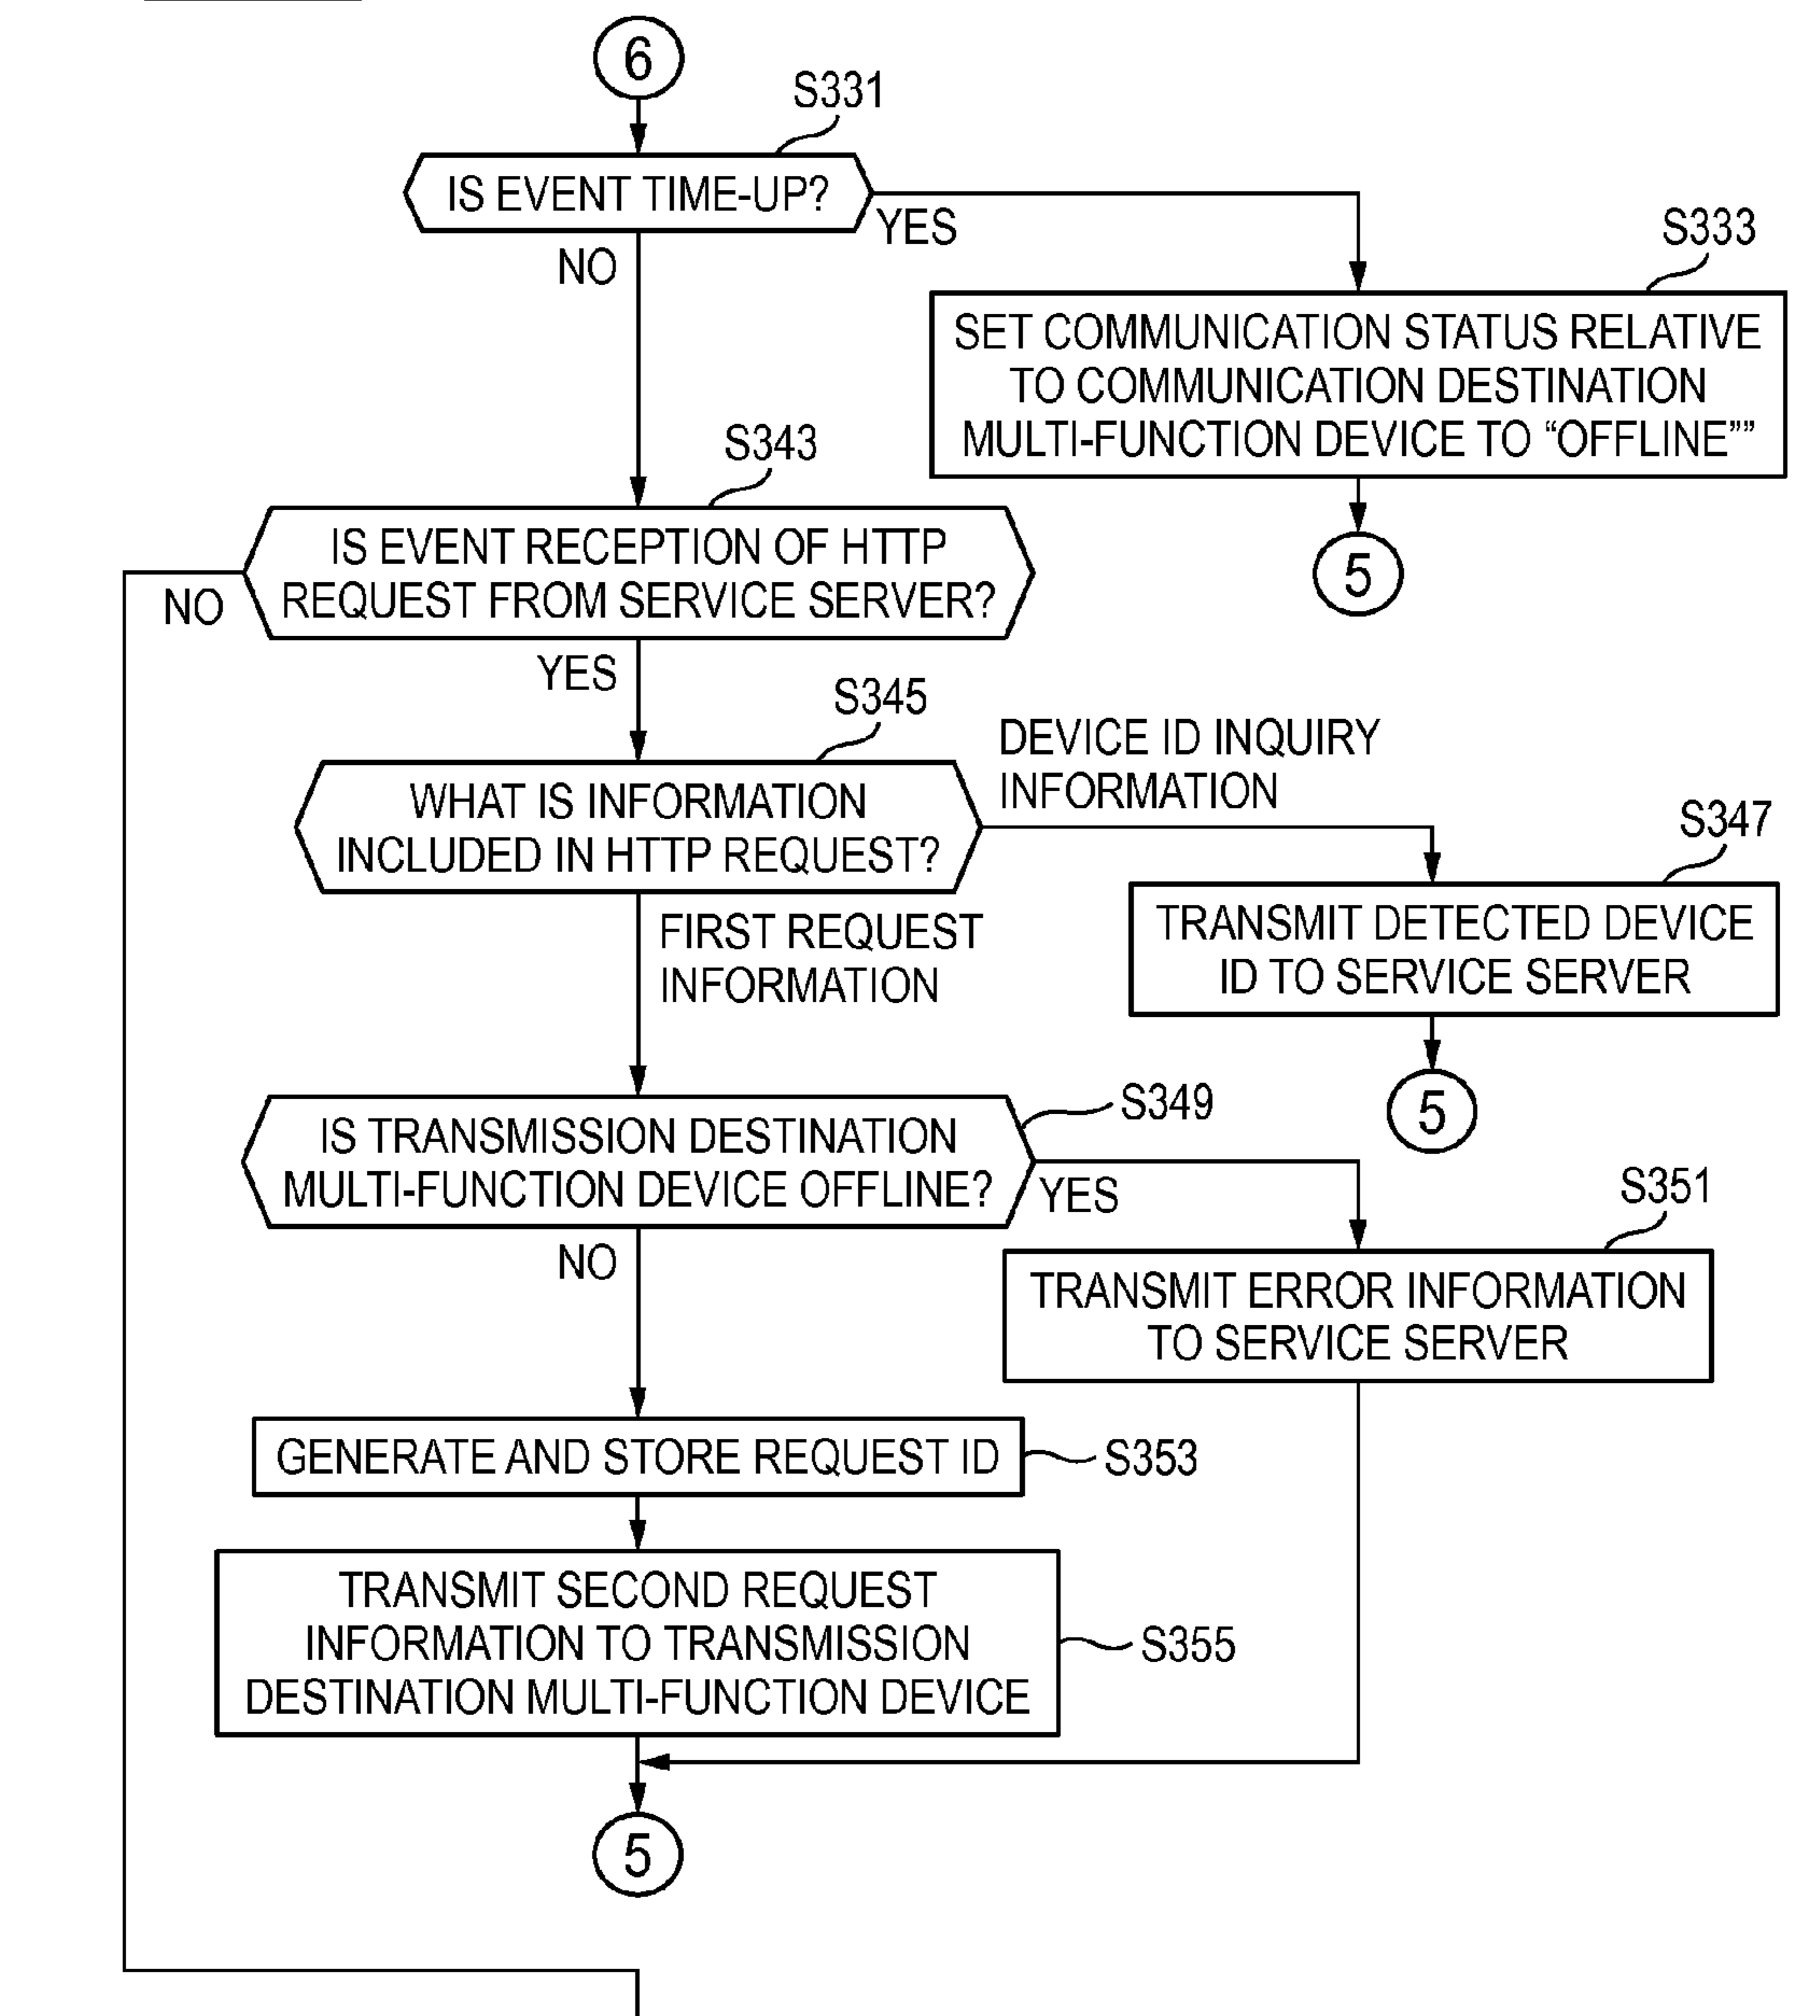 6
S331
IS EVENT TIME-UP?
YES
NO
S333
SET COMMUNICATION STATUS RELATIVE
TO COMMUNICATION DESTINATION
MULTI-FUNCTION DEVICE TO “OFFLINE””
5
S343
IS EVENT RECEPTION OF HTTP
REQUEST FROM SERVICE SERVER?
NO
YES
S345
WHAT IS INFORMATION
INCLUDED IN HTTP REQUEST?
DEVICE ID INQUIRY
INFORMATION
S347
TRANSMIT DETECTED DEVICE
ID TO SERVICE SERVER
5
FIRST REQUEST
INFORMATION
S349
IS TRANSMISSION DESTINATION
MULTI-FUNCTION DEVICE OFFLINE?
YES
NO
S351
TRANSMIT ERROR INFORMATION
TO SERVICE SERVER
GENERATE AND STORE REQUEST ID
S353
TRANSMIT SECOND REQUEST
INFORMATION TO TRANSMISSION
DESTINATION MULTI-FUNCTION DEVICE
S355
5